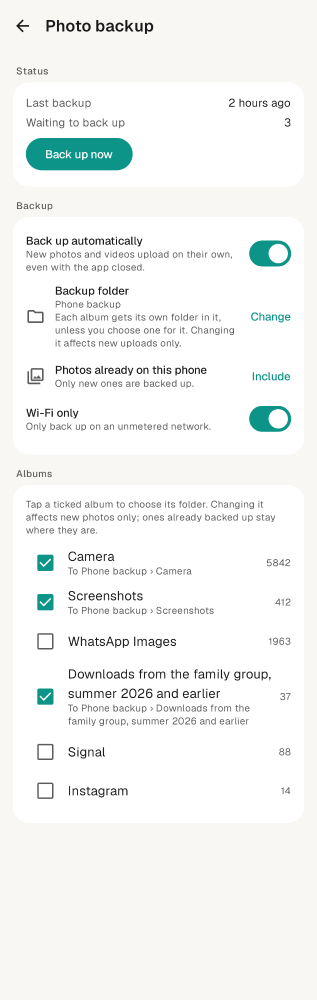 Photo backup
Status
Last backup 2 hours ago
Waiting to back up 3
Back up now
Backup
Back up automatically
New photos and videos upload on their own,
even with the app closed.
Backup folder
Phone backup
Each album gets its own folder in it,
unless you choose one for it. Changing
it affects new uploads only.
Change
Photos already on this phone
Only new ones are backed up.
Include
Wi-Fi only
Only back up on an unmetered network.
Albums
Tap a ticked album to choose its folder. Changing it
affects new photos only; ones already backed up stay
where they are.
Camera
To Phone backup › Camera
5842
Screenshots
To Phone backup › Screenshots
412
WhatsApp Images 1963
Downloads from the family group,
summer 2026 and earlier
To Phone backup › Downloads from the
family group, summer 2026 and earlier
37
Signal 88
Instagram 14